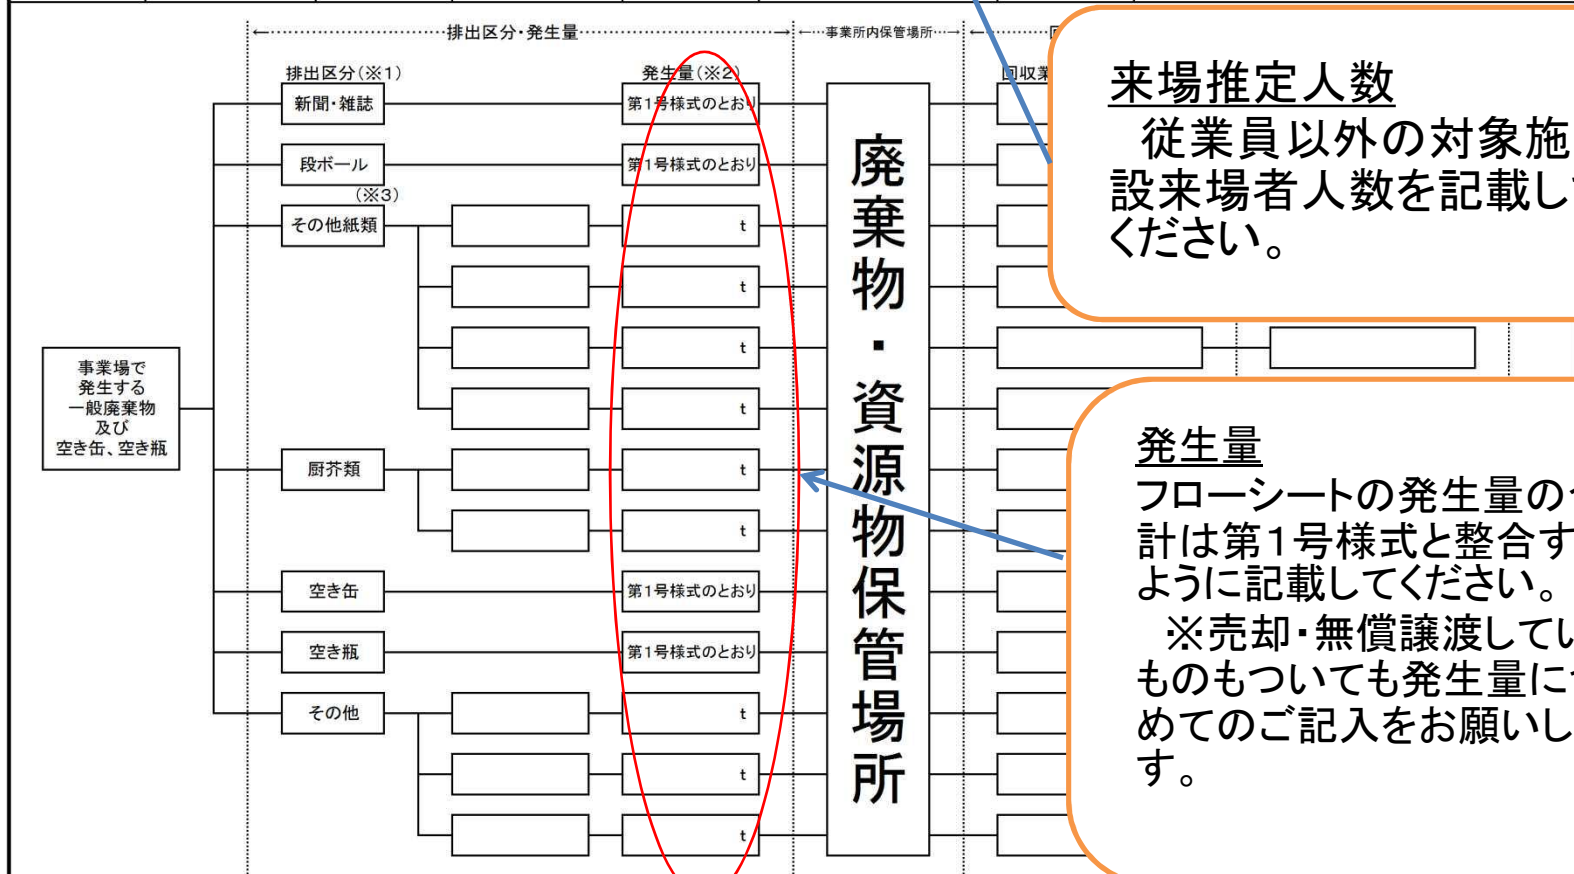 排出区分・発生量
事業所内保管場所
排出区分(※1)
発生量(※2)
回収業
新聞・雑誌
第1号様式のとおり
段ボール
第1号様式のとおり
(※3)
その他紙類
t
t
t
t
事業場で
発生する
一般廃棄物
及び
空き缶、空き瓶
厨芥類
t
t
空き缶
第1号様式のとおり
空き瓶
第1号様式のとおり
その他
t
t
t
廃棄物・資源物保管場所
来場推定人数
従業員以外の対象施
設来場者人数を記載し
ください。
発生量
フローシートの発生量の
計は第1号様式と整合す
ように記載してください。
※売却・無償譲渡してい
ものもついても発生量に
めてのご記入をお願いし
す。